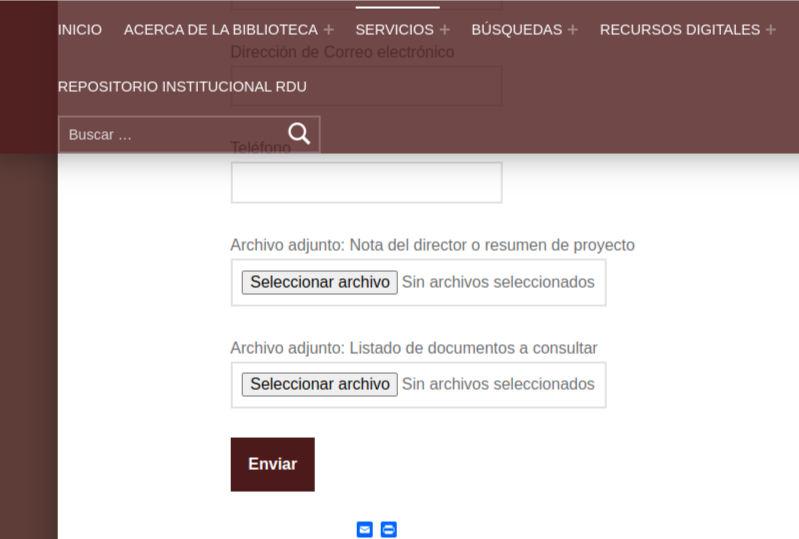 INICIO ACERCA DE LA BIBLIOTECA + SERVICIOS + BÚSQUEDAS + RECURSOS DIGITALES +
Dirección de Correo electrónico
REPOSITORIO INSTITUCIONAL RDU
Buscar ...
Teléfono
Archivo adjunto: Nota del director o resumen de proyecto
Seleccionar archivo Sin archivos seleccionados
Archivo adjunto: Listado de documentos a consultar
Seleccionar archivo Sin archivos seleccionados
Enviar